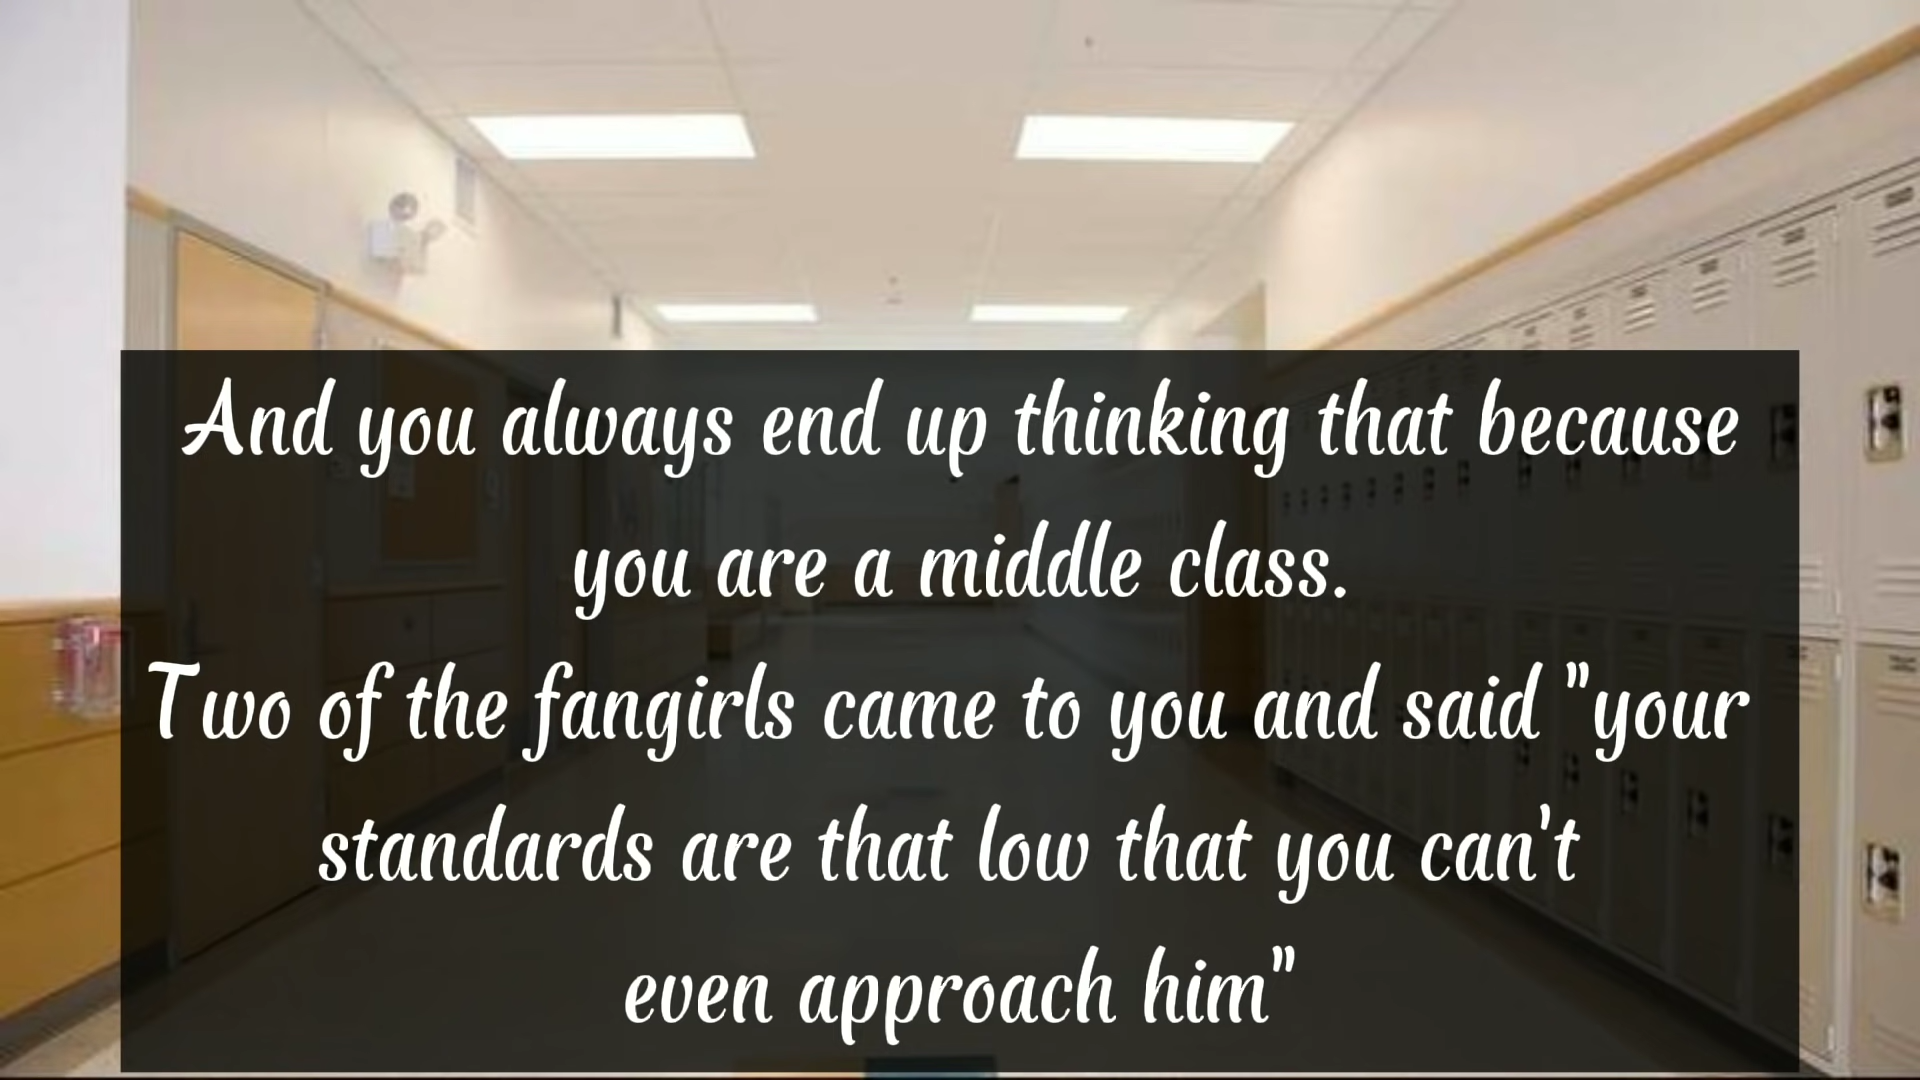 And you always end up thinking that because
you are a middle class.
Two of the fangirls came to you and said "your
standards are that low that you can't
even approach him"